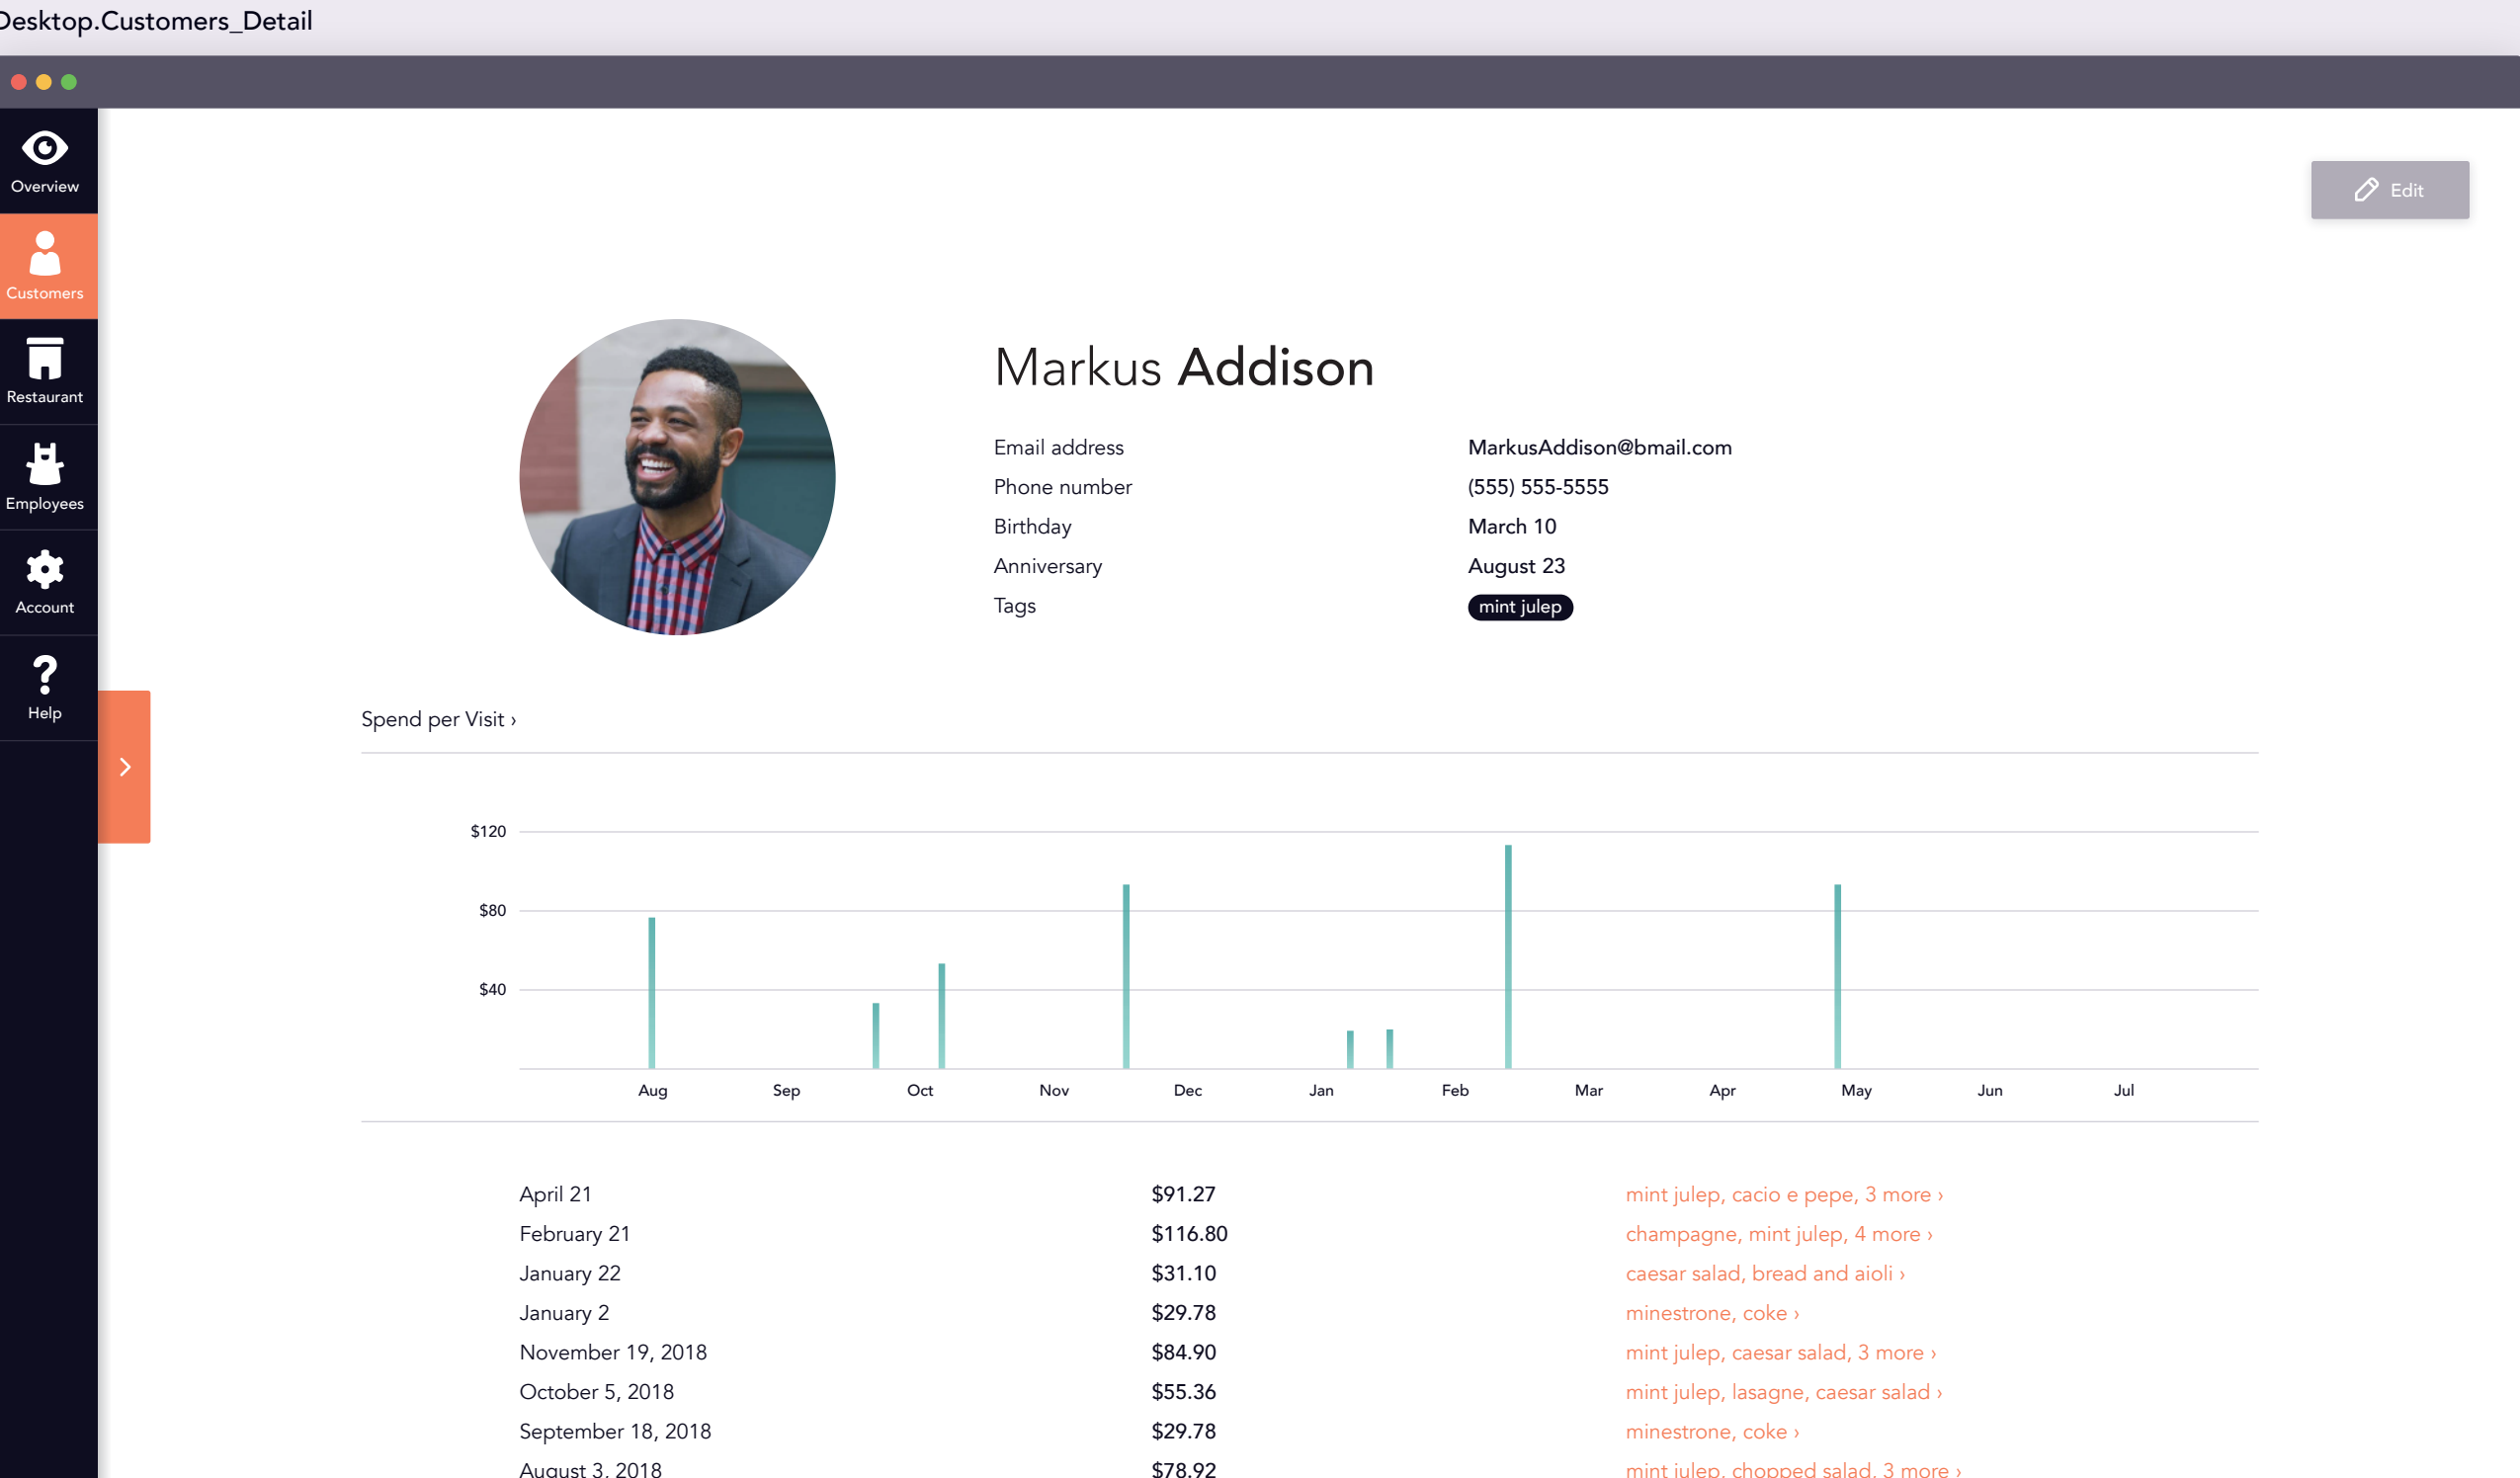 Desktop.Customers_Detail
Overview
Customers
Restaurant
Employees
Account
Help
Edit
Markus Addison
Email address MarkusAddison@bmail.com
Phone number (555) 555-5555
Birthday March 10
Anniversary August 23
Tags mint julep
Spend per Visit ›
$120
$80
$40
Aug Sep Oct Nov Dec Jan Feb Mar Apr May Jun Jul
April 21 $91.27 mint julep, cacio e pepe, 3 more ›
February 21 $116.80 champagne, mint julep, 4 more ›
January 22 $31.10 caesar salad, bread and aioli ›
January 2 $29.78 minestrone, coke ›
November 19, 2018 $84.90 mint julep, caesar salad, 3 more ›
October 5, 2018 $55.36 mint julep, lasagne, caesar salad ›
September 18, 2018 $29.78 minestrone, coke ›
August 3, 2018 $78.92 mint julep, chopped salad, 3 more ›